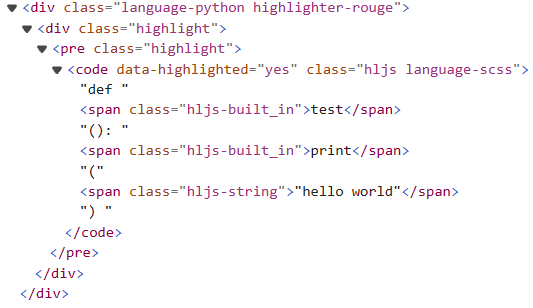 <div class="language-python highlighter-rouge">
<div class="highlight">
<pre class="highlight">
<code data-highlighted="yes" class="hljs language-scss">
"def "
<span class="hljs-built_in">test</span>
"(): "
<span class="hljs-built_in">print</span>
"("
<span class="hljs-string">"hello world"</span>
") "
</code>
</pre>
</div>
</div>